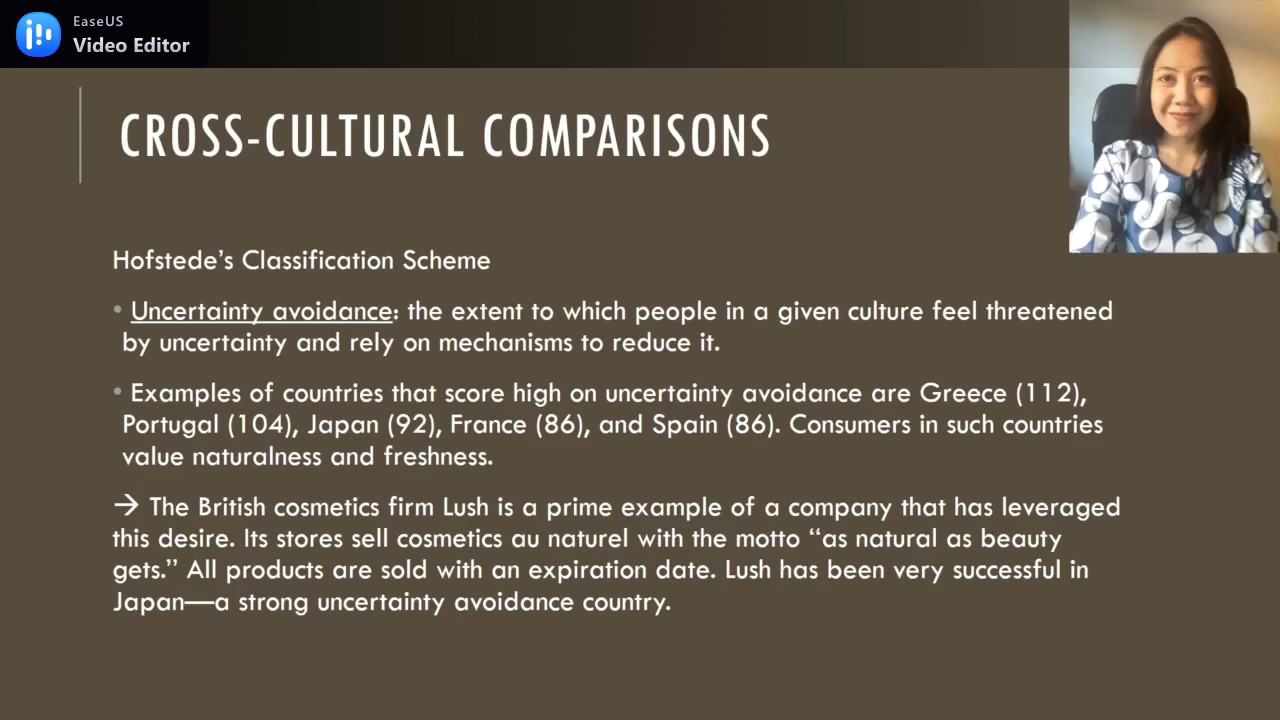 EaseUS
Video Editor
CROSS-CULTURAL COMPARISONS
Hofstede’s Classification Scheme
• Uncertainty avoidance: the extent to which people in a given culture feel threatened
by uncertainty and rely on mechanisms to reduce it.
• Examples of countries that score high on uncertainty avoidance are Greece (112),
Portugal (104), Japan (92), France (86), and Spain (86). Consumers in such countries
value naturalness and freshness.
→ The British cosmetics firm Lush is a prime example of a company that has leveraged
this desire. Its stores sell cosmetics au naturel with the motto “as natural as beauty
gets.” All products are sold with an expiration date. Lush has been very successful in
Japan—a strong uncertainty avoidance country.